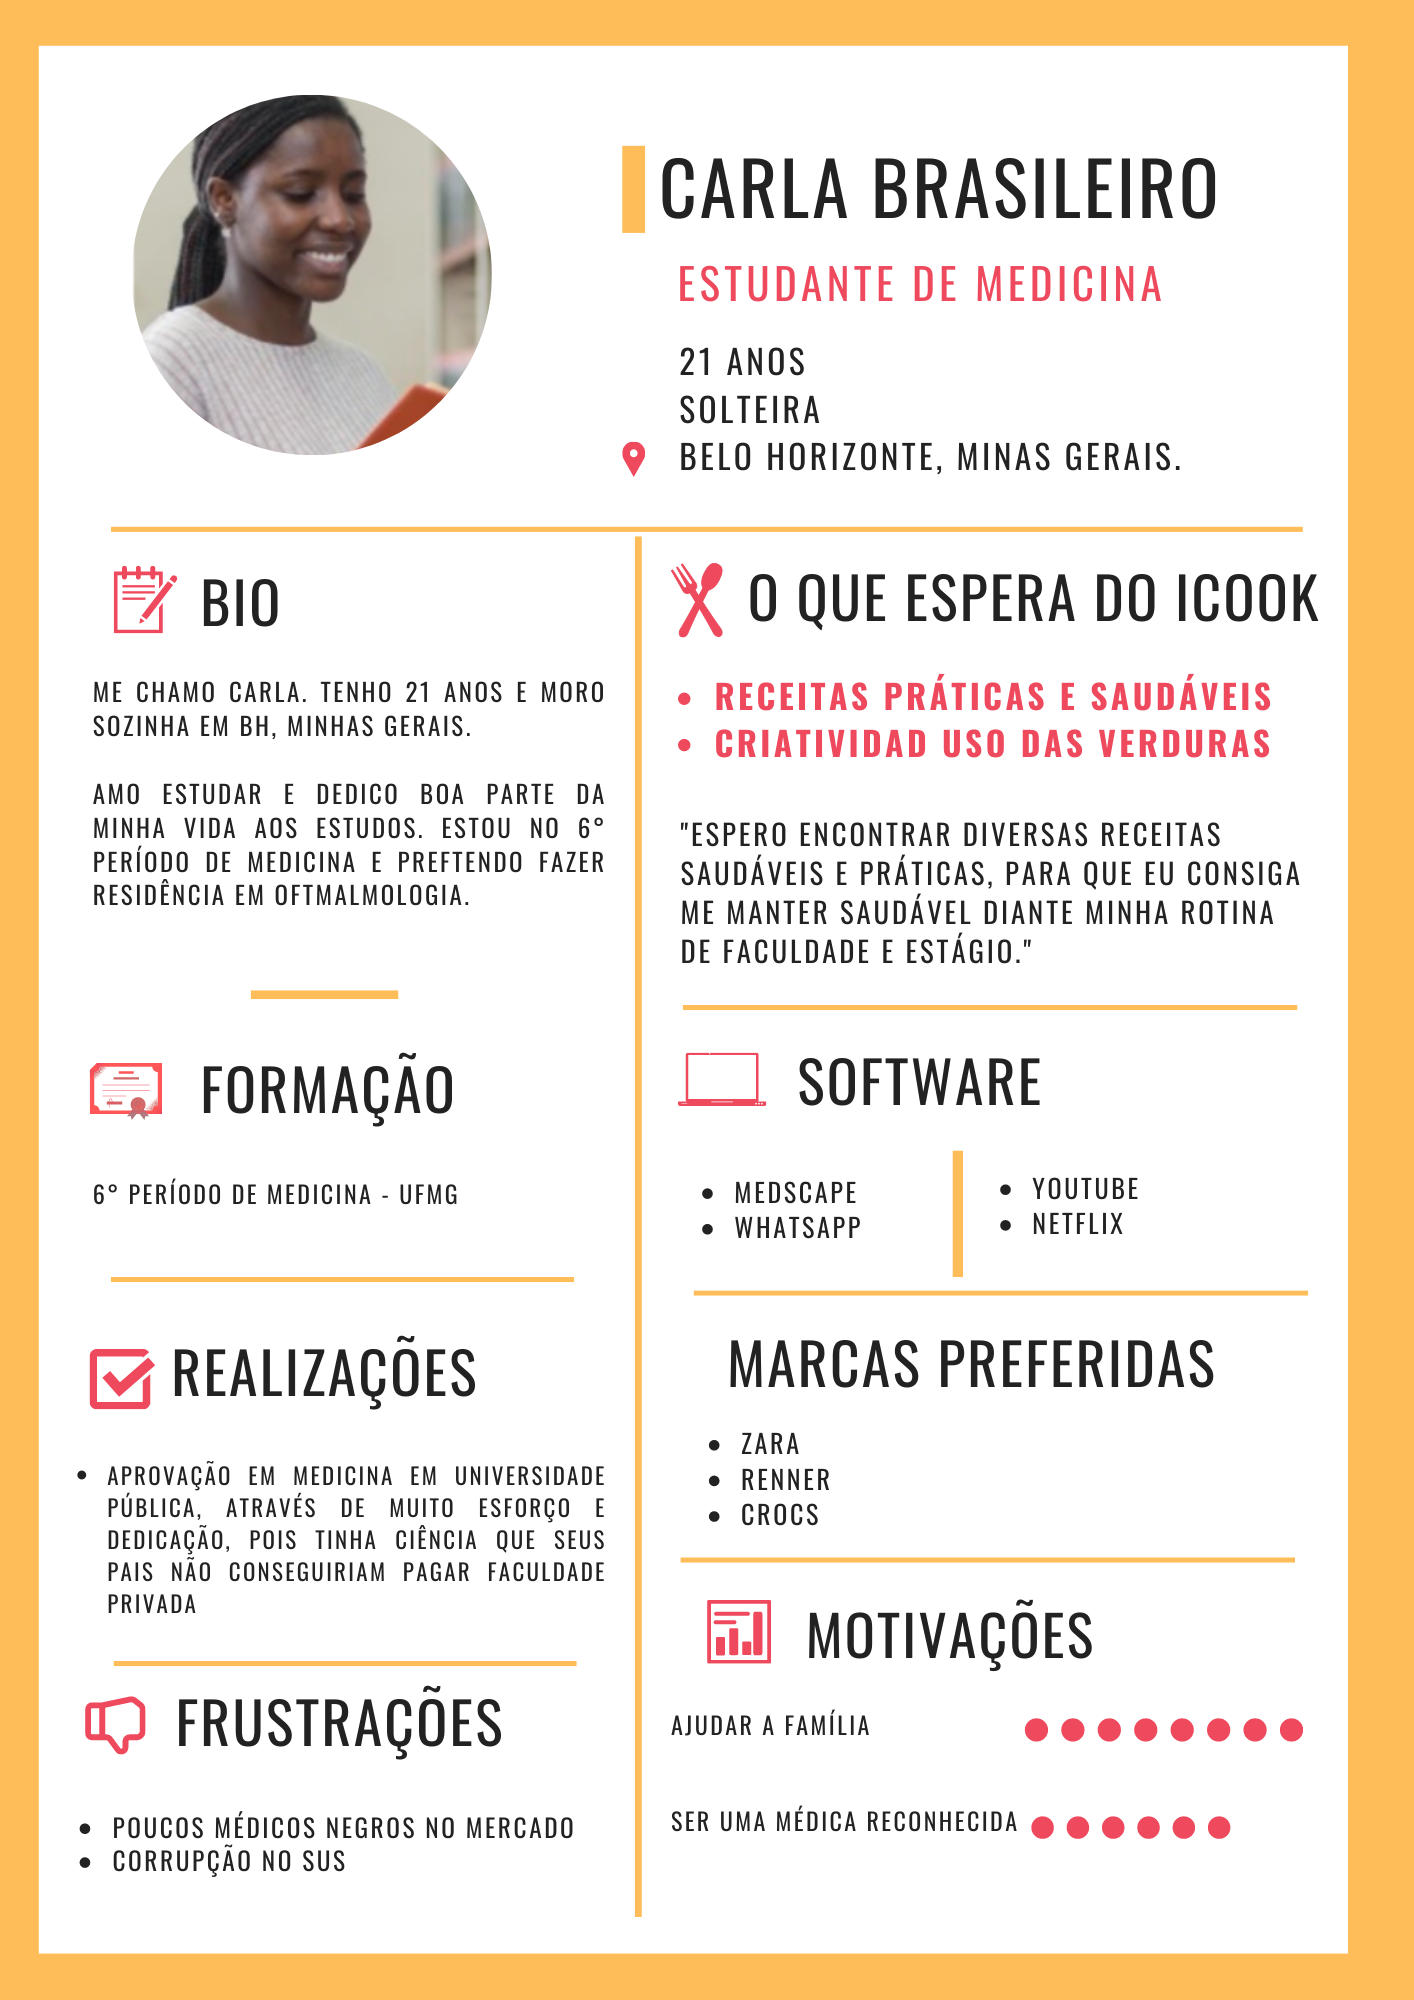 CARLA BRASILEIRO
ESTUDANTE DE MEDICINA
21 ANOS
SOLTEIRA
BELO HORIZONTE, MINAS GERAIS.
BIO
ME CHAMO CARLA. TENHO 21 ANOS E MORO
SOZINHA EM BH, MINHAS GERAIS.
AMO ESTUDAR E DEDICO BOA PARTE DA
MINHA VIDA AOS ESTUDOS. ESTOU NO 6°
PERÍODO DE MEDICINA E PREFTENDO FAZER
RESIDÊNCIA EM OFTMALMOLOGIA.
FORMAÇÃO
6° PERÍODO DE MEDICINA - UFMG
REALIZAÇÕES
• APROVAÇÃO EM MEDICINA EM UNIVERSIDADE
PÚBLICA, ATRAVÉS DE MUITO ESFORÇO E
DEDICAÇÃO, POIS TINHA CIÊNCIA QUE SEUS
PAIS NÃO CONSEGUIRIAM PAGAR FACULDADE
PRIVADA
FRUSTRAÇÕES
• POUCOS MÉDICOS NEGROS NO MERCADO
• CORRUPÇÃO NO SUS
O QUE ESPERA DO ICOOK
• RECEITAS PRÁTICAS E SAUDÁVEIS
• CRIATIVIDAD USO DAS VERDURAS
"ESPERO ENCONTRAR DIVERSAS RECEITAS
SAUDÁVEIS E PRÁTICAS, PARA QUE EU CONSIGA
ME MANTER SAUDÁVEL DIANTE MINHA ROTINA
DE FACULDADE E ESTÁGIO."
SOFTWARE
• MEDSCAPE
• WHATSAPP
• YOUTUBE
• NETFLIX
MARCAS PREFERIDAS
• ZARA
• RENNER
• CROCS
MOTIVAÇÕES
AJUDAR A FAMÍLIA
SER UMA MÉDICA RECONHECIDA